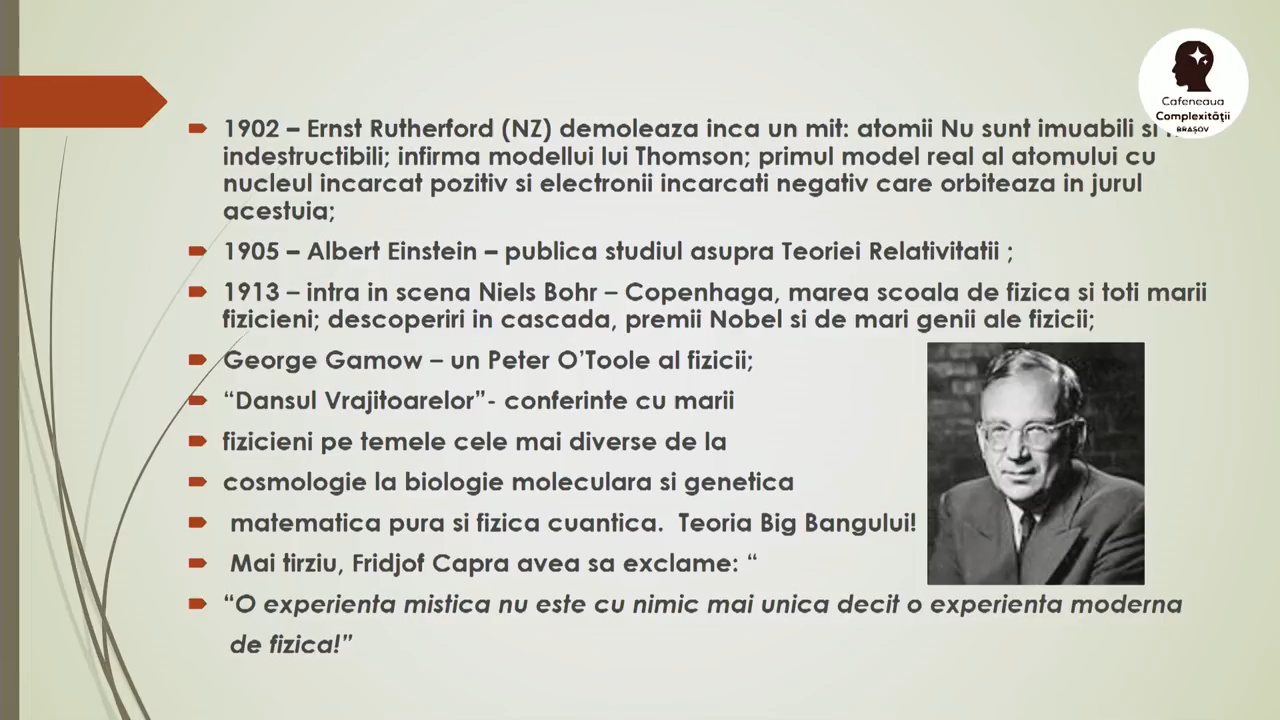 Cafeneaua
Complexităţii
BRAŞOV
1902 – Ernst Rutherford (NZ) demoleaza inca un mit: atomii Nu sunt imuabili si
indestructibili; infirma modellui lui Thomson; primul model real al atomului cu
nucleul incarcat pozitiv si electronii incarcati negativ care orbiteaza in jurul
acestuia;
1905 – Albert Einstein – publica studiul asupra Teoriei Relativitatii ;
1913 – intra in scena Niels Bohr – Copenhaga, marea scoala de fizica si toti marii
fizicieni; descoperiri in cascada, premii Nobel si de mari genii ale fizicii;
George Gamow – un Peter O’Toole al fizicii;
“Dansul Vrajitoarelor”- conferinte cu marii
fizicieni pe temele cele mai diverse de la
cosmologie la biologie moleculara si genetica
matematica pura si fizica cuantica. Teoria Big Bangului!
Mai tirziu, Fridjof Capra avea sa exclame: “
“O experienta mistica nu este cu nimic mai unica decit o experienta moderna
de fizica!”